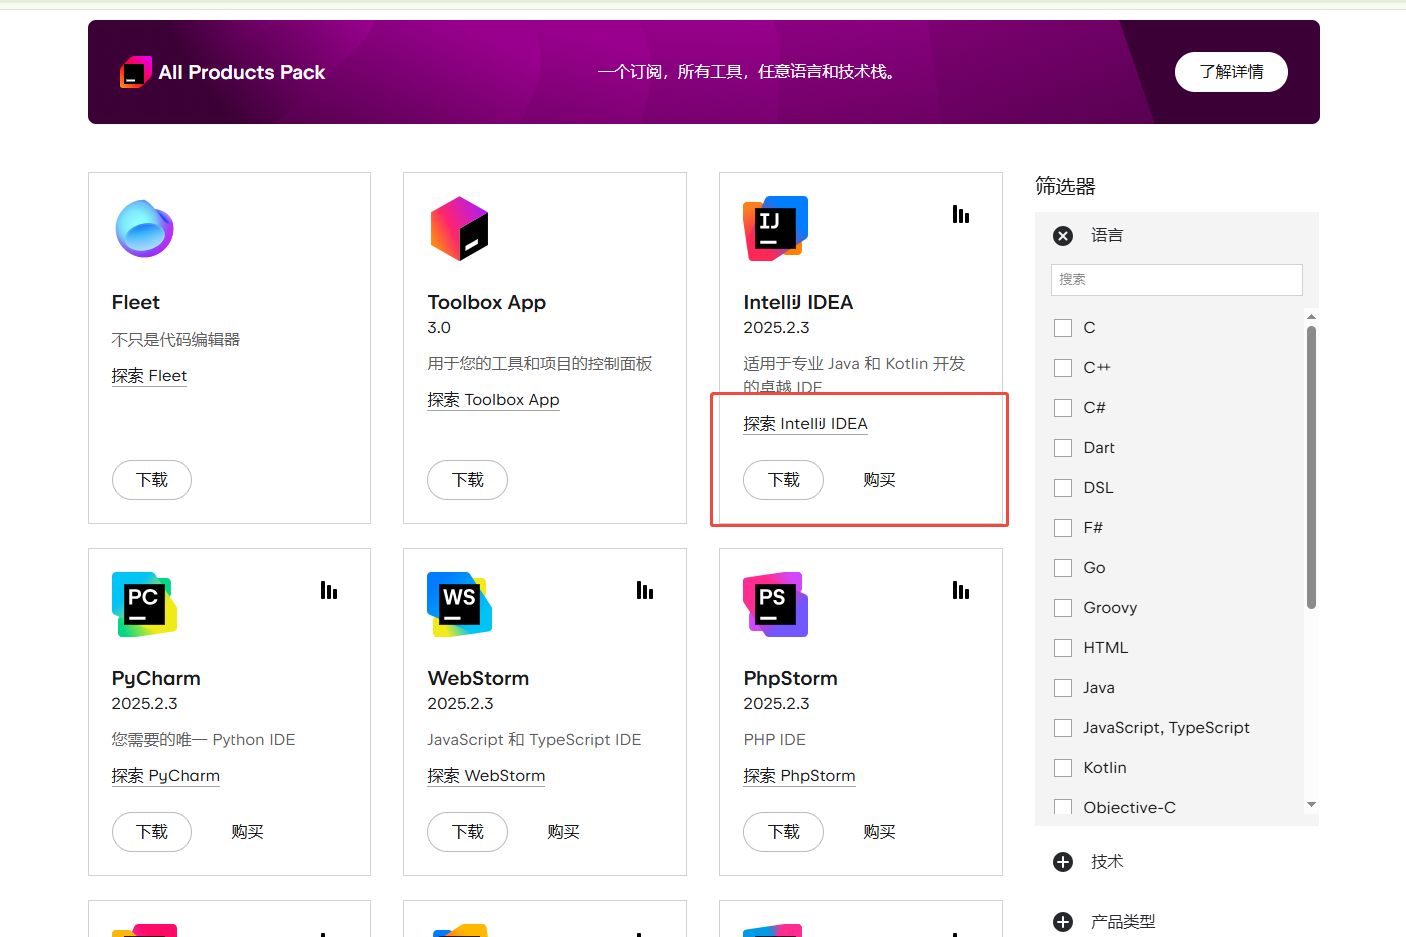 All Products Pack
一个订阅，所有工具，任意语言和技术栈。
了解详情
Fleet
不只是代码编辑器
探索 Fleet
下载
Toolbox App
3.0
用于您的工具和项目的控制面板
探索 Toolbox App
下载
IJ
IntelliJ IDEA
2025.2.3
适用于专业 Java 和 Kotlin 开发
的卓越 IDE
探索 IntelliJ IDEA
下载
购买
PC
PyCharm
2025.2.3
您需要的唯一 Python IDE
探索 PyCharm
下载
购买
WS
WebStorm
2025.2.3
JavaScript 和 TypeScript IDE
探索 WebStorm
下载
购买
PS
PhpStorm
2025.2.3
PHP IDE
探索 PhpStorm
下载
购买
筛选器
语言
搜索
C
C++
C#
Dart
DSL
F#
Go
Groovy
HTML
Java
JavaScript, TypeScript
Kotlin
Objective-C
技术
产品类型